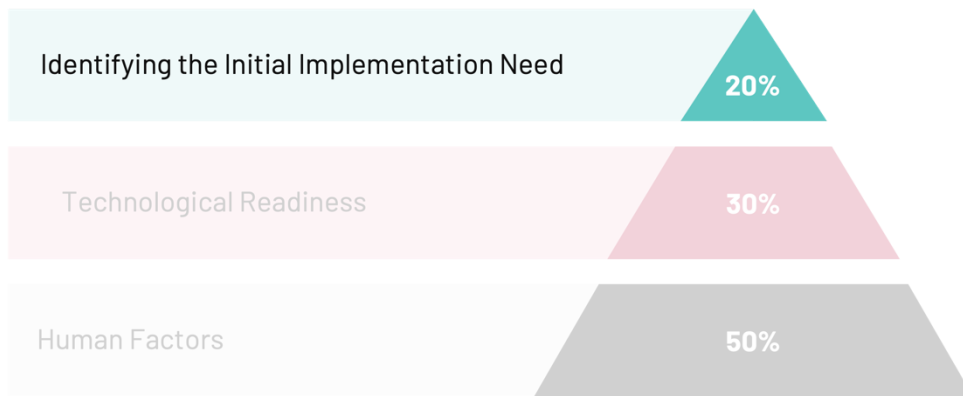 Identifying the Initial Implementation Need
20%
Technological Readiness
30%
Human Factors
50%